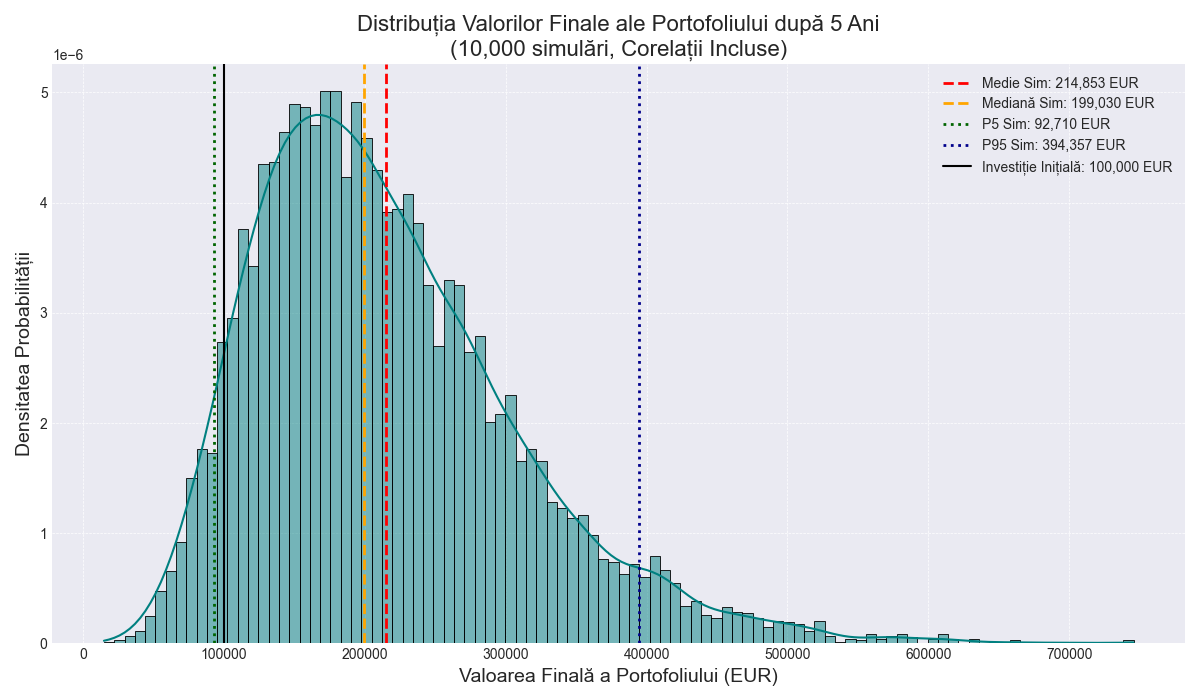 Distribuția Valorilor Finale ale Portofoliului după 5 Ani
(10,000 simulări, Corelații Incluse)
1e−6
Medie Sim: 214,853 EUR
Mediană Sim: 199,030 EUR
P5 Sim: 92,710 EUR
P95 Sim: 394,357 EUR
Investiție Inițială: 100,000 EUR
Densitatea Probabilității
5
4
3
2
1
0
0 100000 200000 300000 400000 500000 600000 700000
Valoarea Finală a Portofoliului (EUR)